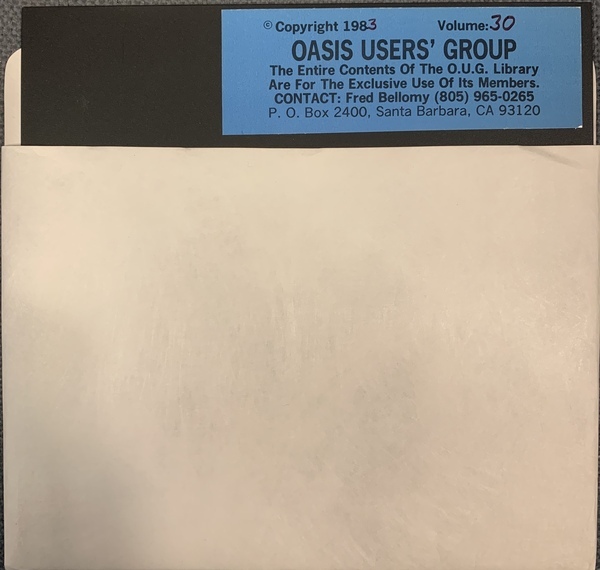 © Copyright 1983 Volume: 30
OASIS USERS' GROUP
The Entire Contents Of The O.U.G. Library
Are For The Exclusive Use Of Its Members.
CONTACT: Fred Bellomy (805) 965-0265
P. O. Box 2400, Santa Barbara, CA 93120